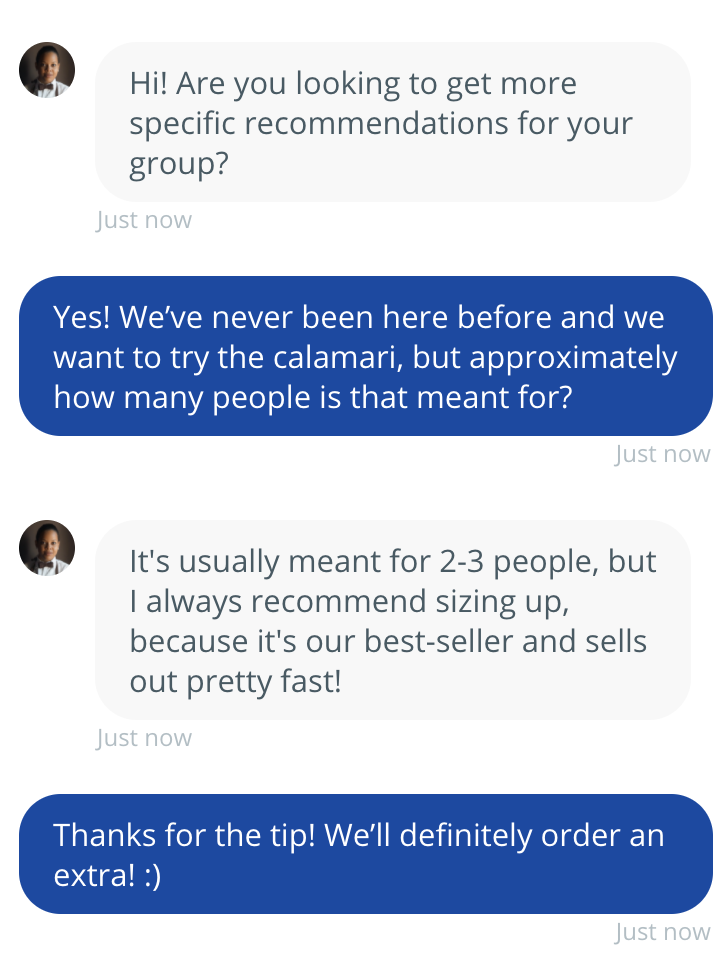 Hi! Are you looking to get more
specific recommendations for your
group?
Just now
Yes! We’ve never been here before and we
want to try the calamari, but approximately
how many people is that meant for?
Just now
It's usually meant for 2-3 people, but
I always recommend sizing up,
because it's our best-seller and sells
out pretty fast!
Just now
Thanks for the tip! We’ll definitely order an
extra! :)
Just now